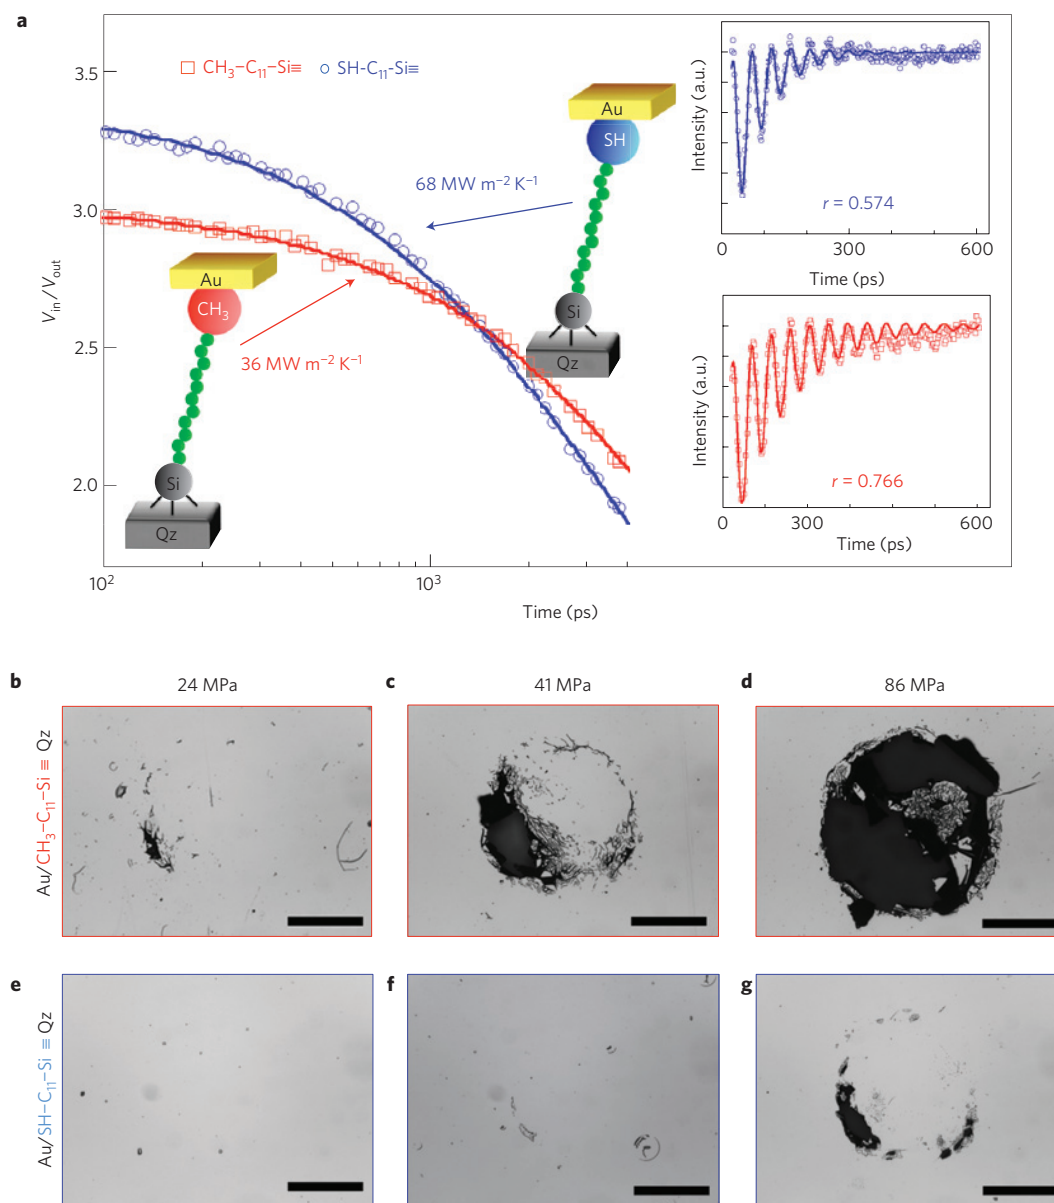 a
3.5
3.0
2.5
2.0
V_in/V_out
□ CH₃–C₁₁–Si≡ ○ SH-C₁₁-Si≡
Au
SH
Si
Qz
68 MW m⁻² K⁻¹
Au
CH₃
Si
Qz
36 MW m⁻² K⁻¹
10²
10³
Time (ps)
Intensity (a.u.)
r = 0.574
0
300
600
Time (ps)
Intensity (a.u.)
r = 0.766
0
300
600
Time (ps)
b
24 MPa
c
41 MPa
d
86 MPa
Au/CH₃–C₁₁–Si ≡ Qz
e
f
g
Au/SH–C₁₁–Si ≡ Qz